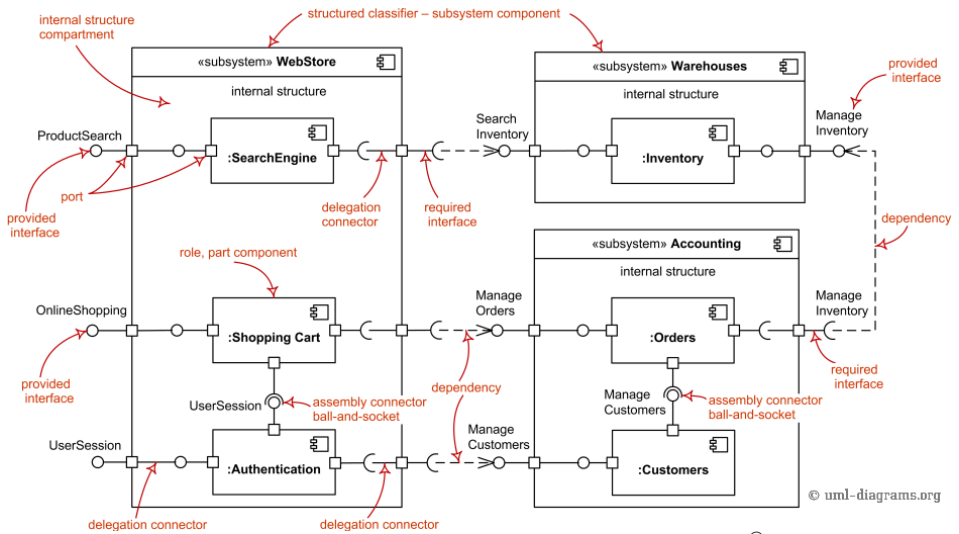 structured classifier – subsystem component
internal structure
compartment
«subsystem» WebStore
internal structure
«subsystem» Warehouses
internal structure
provided
interface
ProductSearch
:SearchEngine
Search
Inventory
:Inventory
Manage
Inventory
port
provided
interface
delegation
connector
required
interface
dependency
role, part component
«subsystem» Accounting
internal structure
OnlineShopping
:Shopping Cart
Manage
Orders
:Orders
Manage
Inventory
provided
interface
dependency
required
interface
UserSession
assembly connector
ball-and-socket
Manage
Customers
assembly connector
ball-and-socket
UserSession
:Authentication
Manage
Customers
:Customers
© uml-diagrams.org
delegation connector
delegation connector